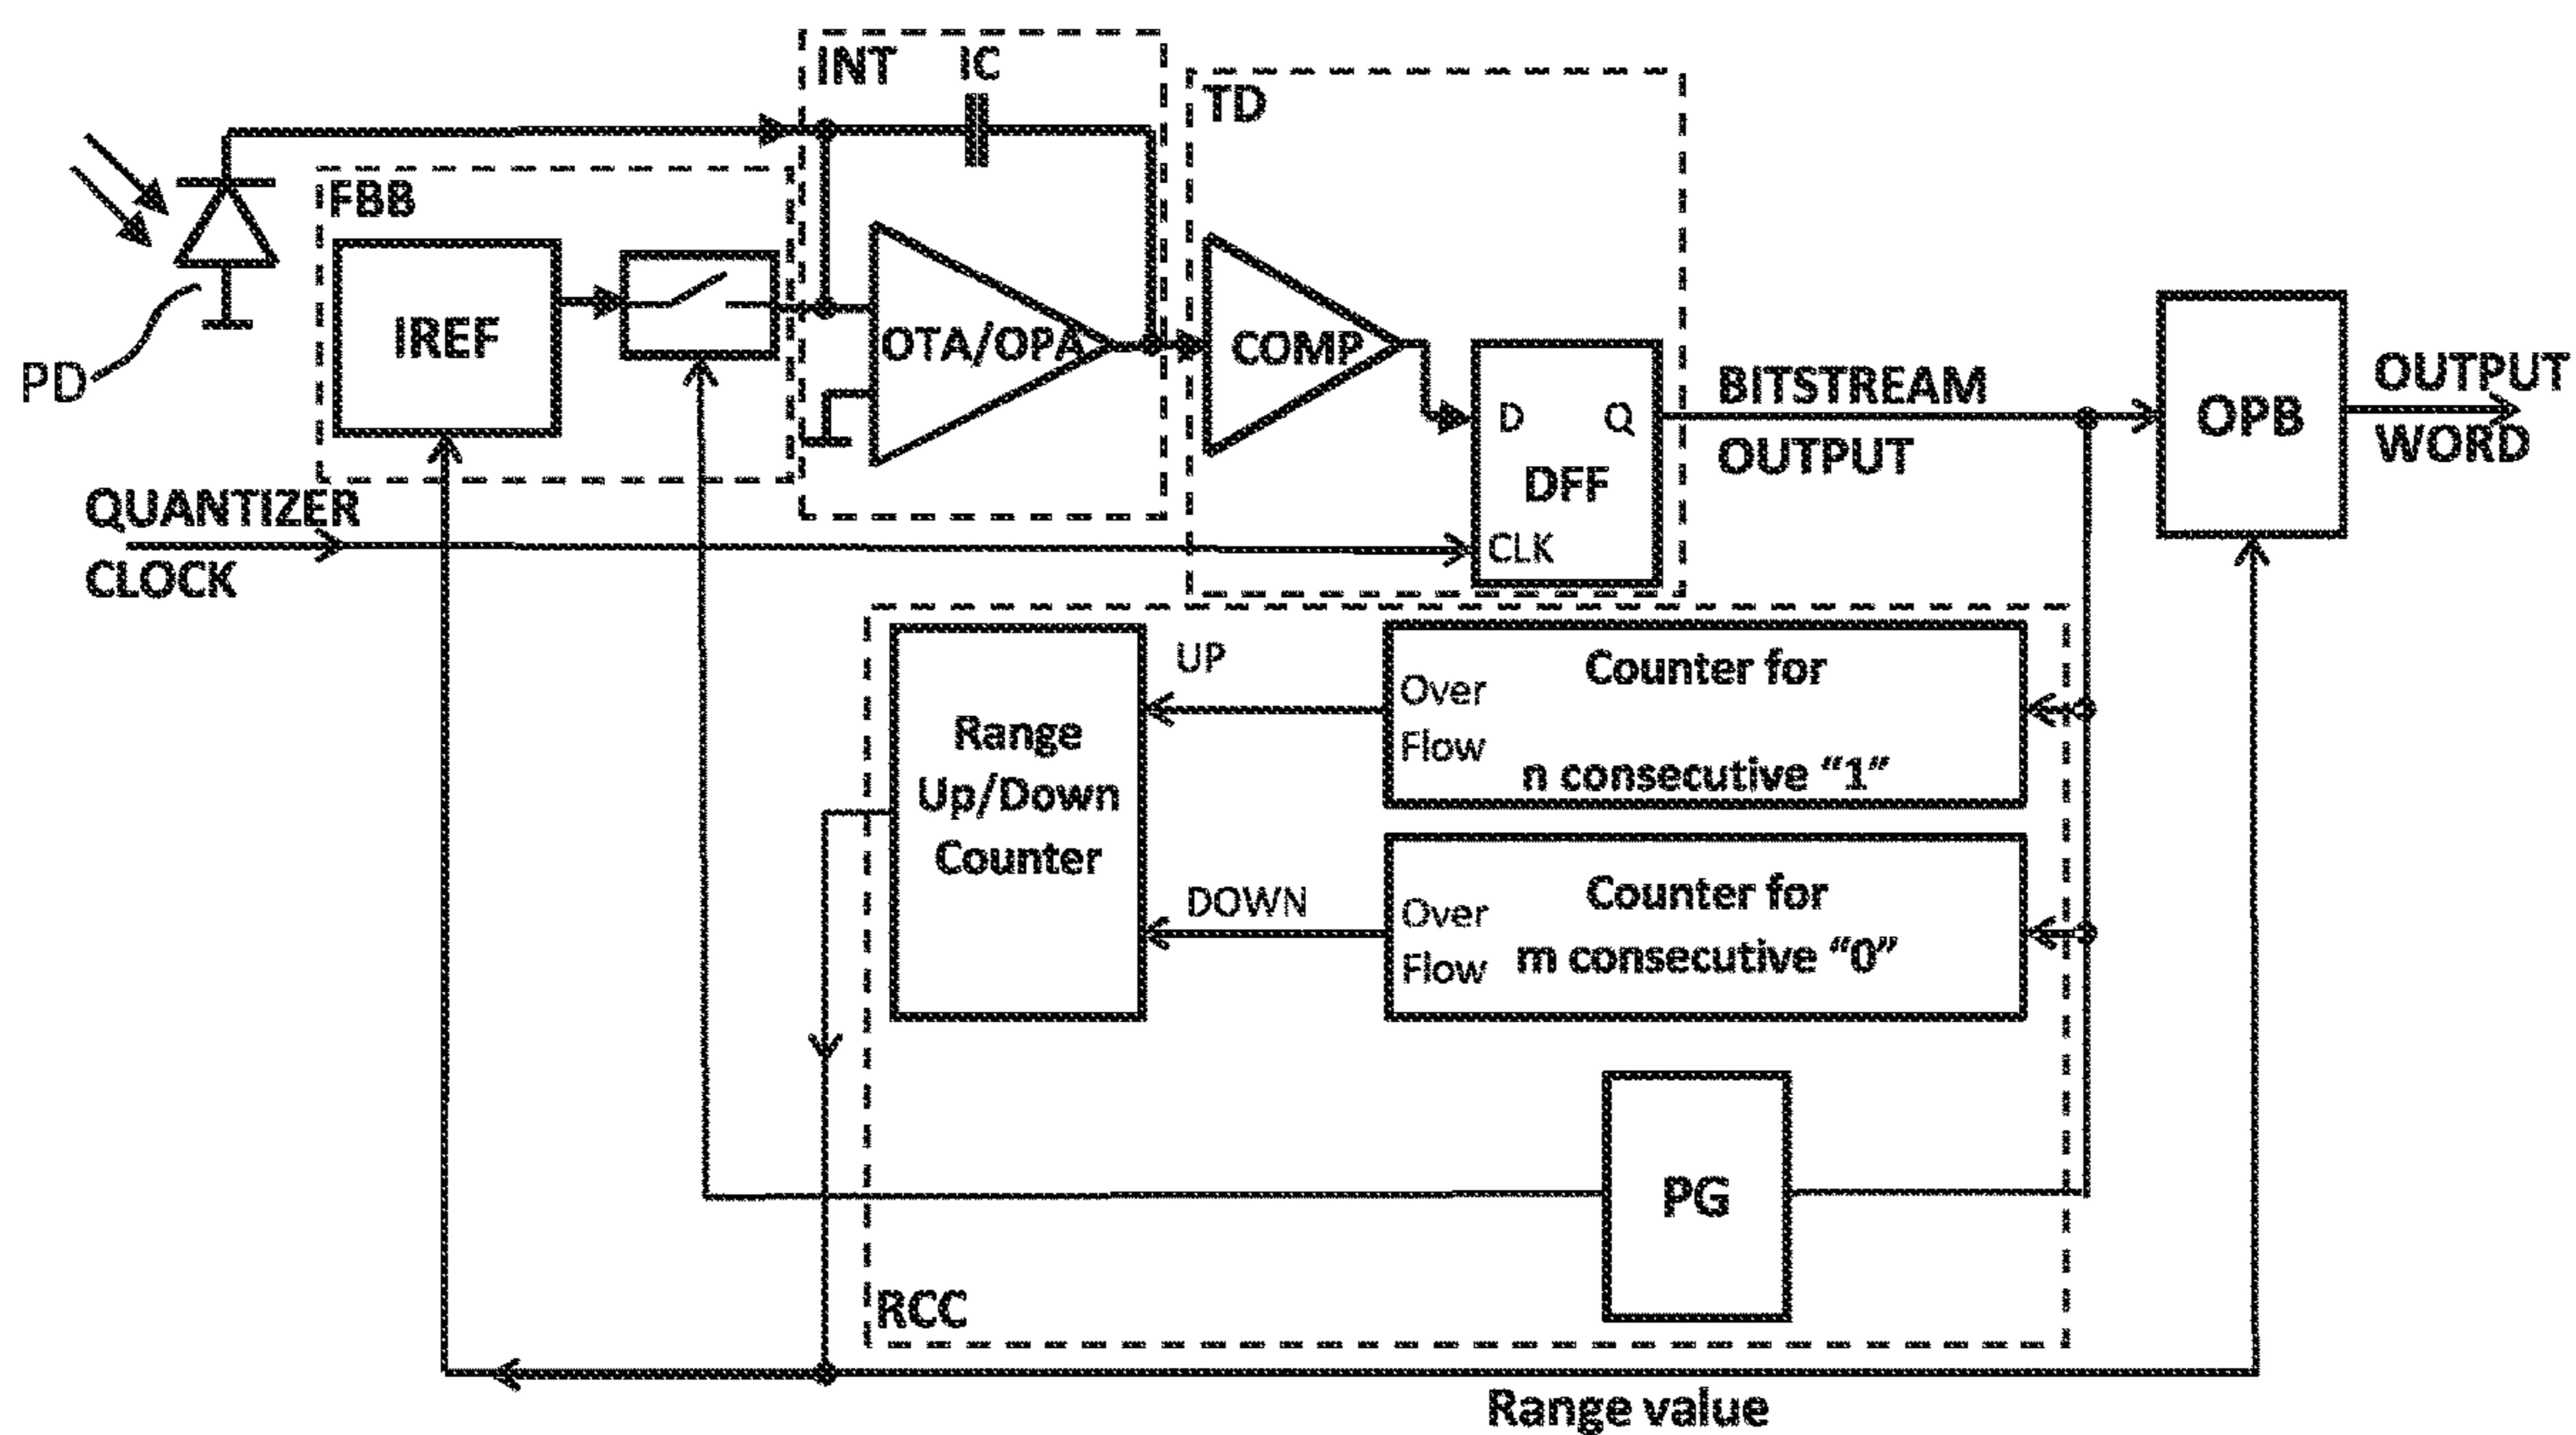 INT
IC
TD
FBB
IREF
PD
OTA/OPA
COMP
D
Q
DFF
CLK
BITSTREAM
OUTPUT
OPB
OUTPUT
WORD
QUANTIZER
CLOCK
Range
Up/Down
Counter
UP
DOWN
Over
Flow
Counter for
n consecutive “1”
Over
Flow
Counter for
m consecutive “0”
PG
RCC
Range value